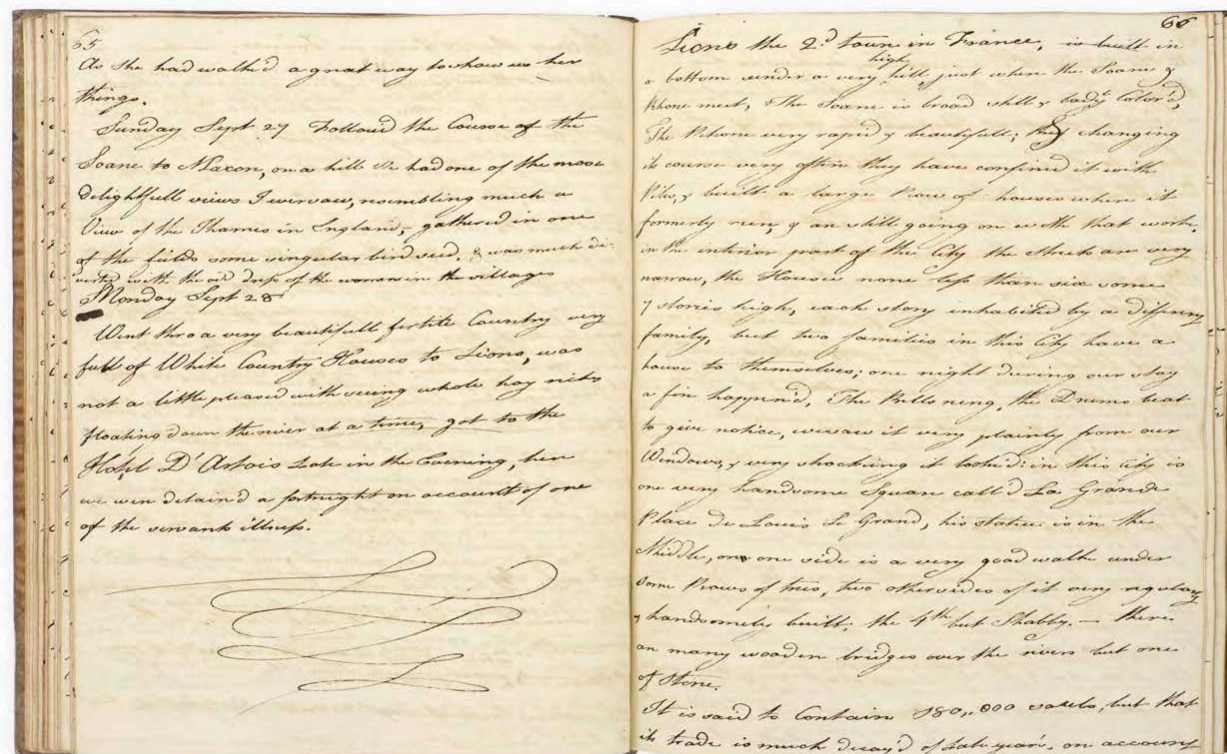 65
As she had walk'd a great way to show us her
things.
Sunday Sept 27 Follow'd the Course of the
Soane to Macon, on a hill We had one of the most
delightfull views I ever saw, resembling much a
View of the Thames in England, gathered in one
of the fields some singular bird seed. & was much di-
verted with the odd dress of the women in the villages
Monday Sept 28
Went thro a very beautifull fertile Country very
full of White Country Houses to Lions, was
not a little pleased with seeing whole hay ricks
floating down the river at a time, got to the
Hotel D'Artois Late in the Evening, here
we were detain'd a fortnight on account of one
of the servants illness.
66
Lions the 2d town in France, is built in
a bottom under a very high hill, just where the Soane &
Rhone meet, The Soane is broad still & badly Color'd,
The Rhone very rapid & beautifull; changing
its course very often they have confined it with
Piles, & built a large Row of houses where it
formerly run & are still going on with that work,
in the interior part of the City the streets are very
narrow, the Houses none less than six some
7 stories high, each story inhabited by a different
family, but two families in this City have a
house to themselves; one night during our stay
a fire happen'd, The Bells ring, the Drums beat
to give notice, we saw it very plainly from our
Windows, & very shocking it look'd: in this city is
one very handsome Square call'd La Grande
Place De Louis Le Grand, his statue is in the
Middle, on one side is a very good walk under
some Rows of trees, two other sides of it very regularly
& handsomely built; the 4th but Shabby. — there
are many wooden bridges over the rivers but one
of Stone.
It is said to Contain 180,,000 souls, but that
its trade is much decay'd of late years, on account